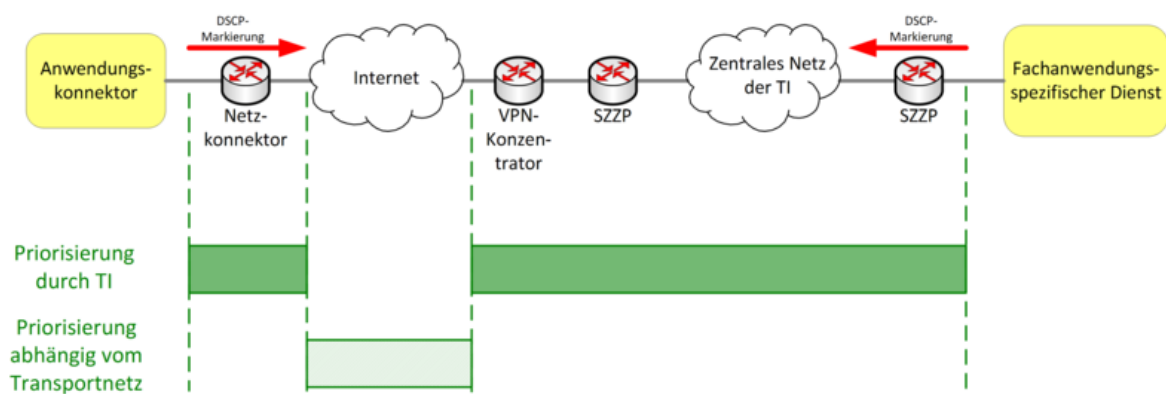 DSCP-
Markierung
DSCP-
Markierung
Anwendungs-
konnektor
Internet
Zentrales Netz
der TI
Fachanwendungs-
spezifischer Dienst
Netz-
konnektor
VPN-
Konzen-
trator
SZZP
SZZP
Priorisierung
durch TI
Priorisierung
abhängig vom
Transportnetz